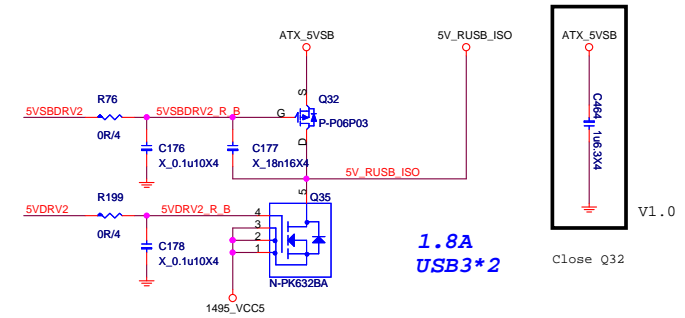 ATX_5VSB
5V_RUSB_ISO
ATX_5VSB
R76
S
Q32
C464
5VSBDRV2
5VSBDRV2_R_B
G
P-P06P03
1u6.3X4
0R/4
C176
X_0.1u10X4
C177
X_18n16X4
D
5V_RUSB_ISO
R199
5
Q35
5VDRV2
5VDRV2_R_B
4
V1.0
0R/4
3
C178
X_0.1u10X4
2
1
1.8A
USB3*2
Close Q32
N-PK632BA
1495_VCC5